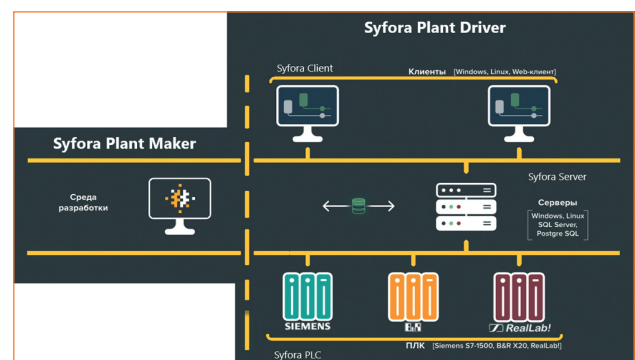 Syfora Plant Driver
Syfora Client
Клиенты [Windows, Linux, Web-клиент]
Syfora Plant Maker
Среда
разработки
Syfora Server
Серверы
Windows, Linux
SQL Server,
Postgre SQL
SIEMENS
B&R
RealLab!
ПЛК [Siemens S7-1500, B&R X20, RealLab!]
Syfora PLC